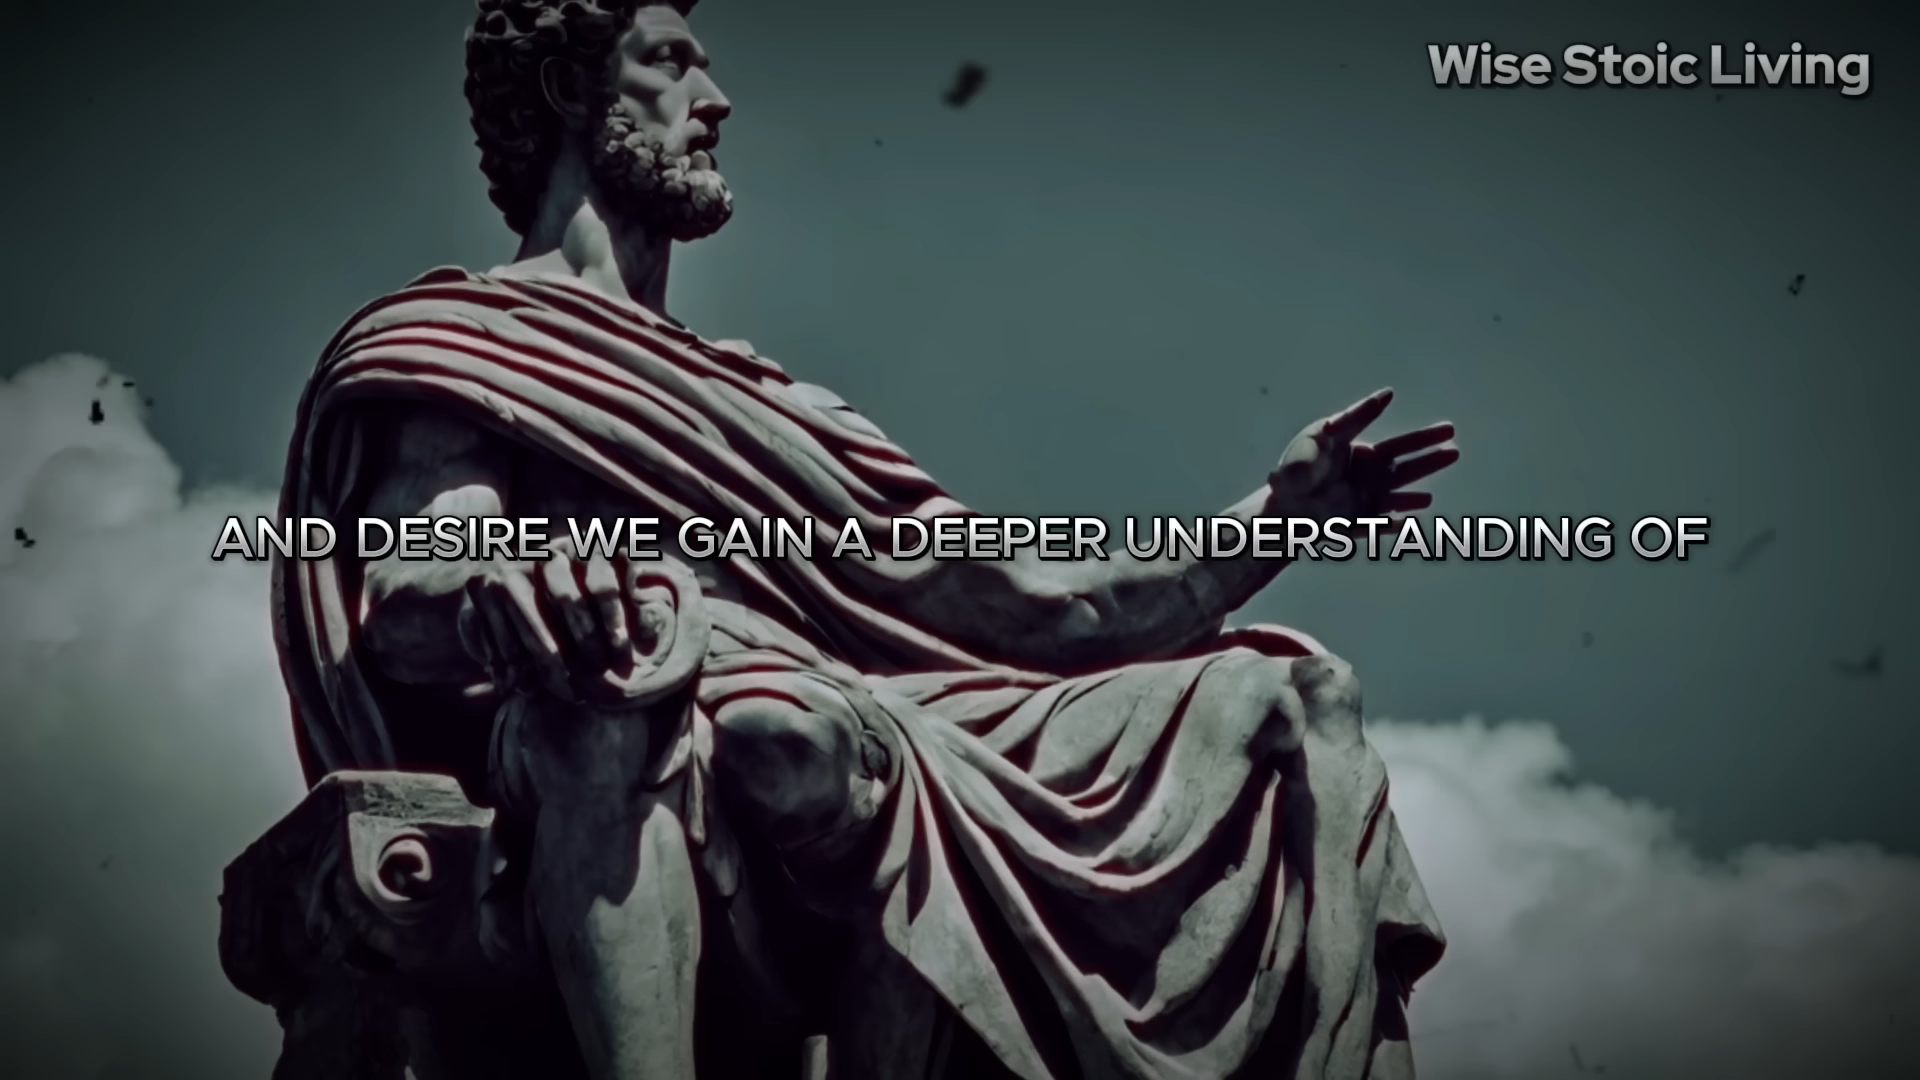 Wise Stoic Living
AND DESIRE WE GAIN A DEEPER UNDERSTANDING OF